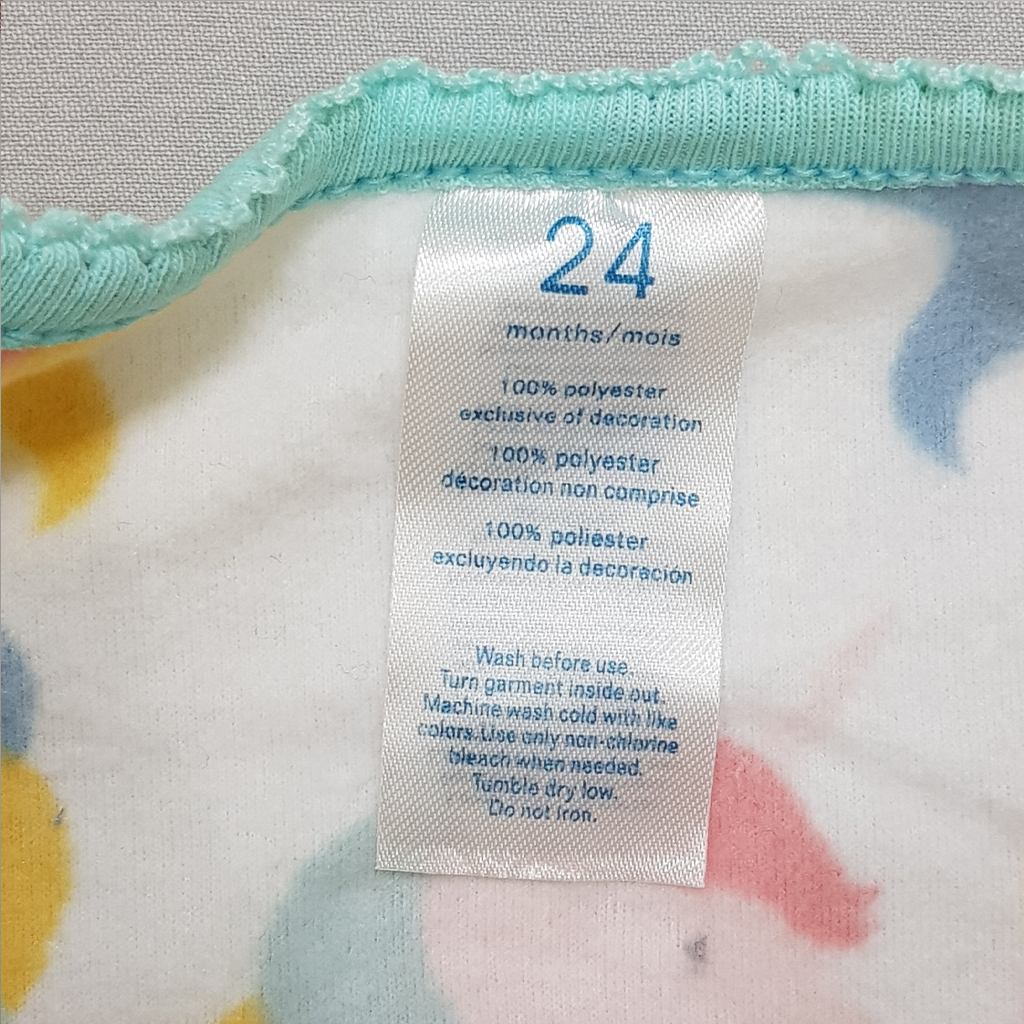 24
months/mois
100% polyester
exclusive of decoration
100% polyester
décoration non comprise
100% poliéster
excluyendo la decoración
Wash before use.
Turn garment inside out.
Machine wash cold with like
colors. Use only non-chlorine
bleach when needed.
Tumble dry low.
Do not Iron.